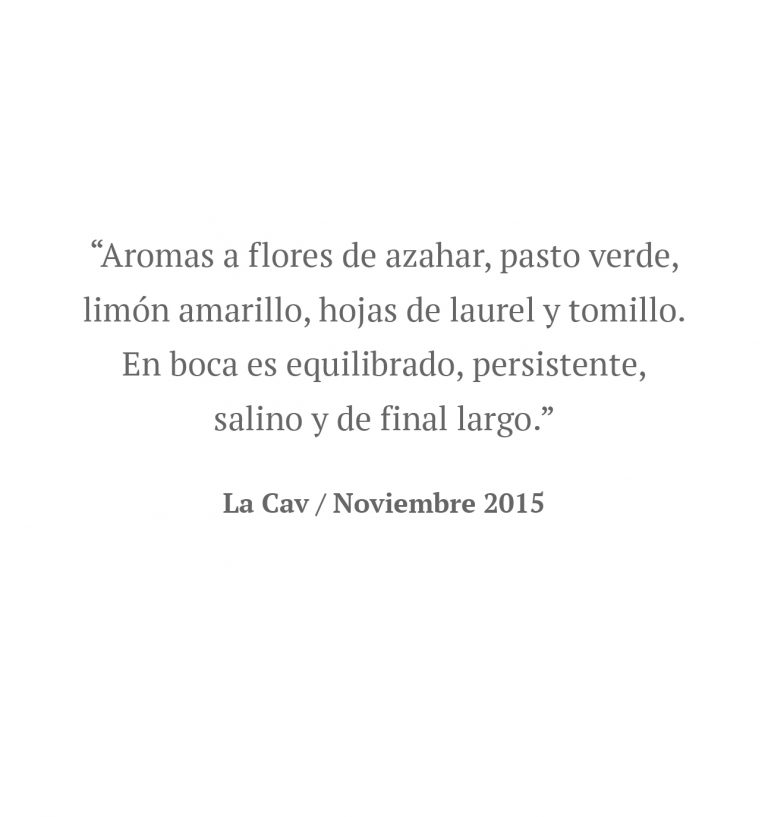 “Aromas a flores de azahar, pasto verde,
limón amarillo, hojas de laurel y tomillo.
En boca es equilibrado, persistente,
salino y de final largo.”
La Cav / Noviembre 2015